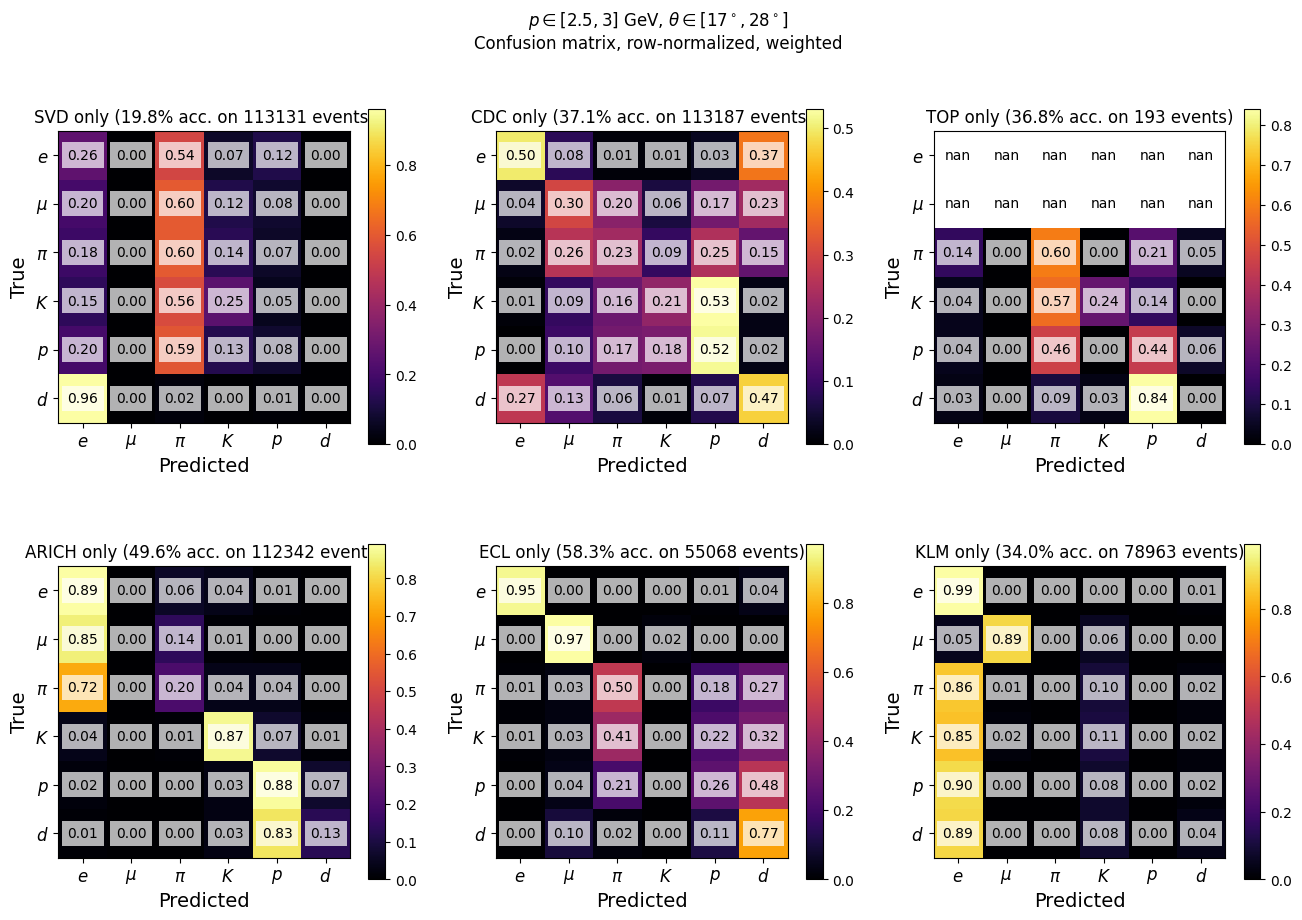 p ∈ [2.5, 3] GeV, θ ∈ [17°, 28°]
Confusion matrix, row-normalized, weighted
SVD only (19.8% acc. on 113131 events
True
e 0.26 0.00 0.54 0.07 0.12 0.00
μ 0.20 0.00 0.60 0.12 0.08 0.00
π 0.18 0.00 0.60 0.14 0.07 0.00
K 0.15 0.00 0.56 0.25 0.05 0.00
p 0.20 0.00 0.59 0.13 0.08 0.00
d 0.96 0.00 0.02 0.00 0.01 0.00
e μ π K p d
Predicted
0.8
0.6
0.4
0.2
0.0
CDC only (37.1% acc. on 113187 events
True
e 0.50 0.08 0.01 0.01 0.03 0.37
μ 0.04 0.30 0.20 0.06 0.17 0.23
π 0.02 0.26 0.23 0.09 0.25 0.15
K 0.01 0.09 0.16 0.21 0.53 0.02
p 0.00 0.10 0.17 0.18 0.52 0.02
d 0.27 0.13 0.06 0.01 0.07 0.47
e μ π K p d
Predicted
0.5
0.4
0.3
0.2
0.1
0.0
TOP only (36.8% acc. on 193 events)
True
e nan nan nan nan nan nan
μ nan nan nan nan nan nan
π 0.14 0.00 0.60 0.00 0.21 0.05
K 0.04 0.00 0.57 0.24 0.14 0.00
p 0.04 0.00 0.46 0.00 0.44 0.06
d 0.03 0.00 0.09 0.03 0.84 0.00
e μ π K p d
Predicted
0.8
0.7
0.6
0.5
0.4
0.3
0.2
0.1
0.0
ARICH only (49.6% acc. on 112342 event
True
e 0.89 0.00 0.06 0.04 0.01 0.00
μ 0.85 0.00 0.14 0.01 0.00 0.00
π 0.72 0.00 0.20 0.04 0.04 0.00
K 0.04 0.00 0.01 0.87 0.07 0.01
p 0.02 0.00 0.00 0.03 0.88 0.07
d 0.01 0.00 0.00 0.03 0.83 0.13
e μ π K p d
Predicted
0.8
0.7
0.6
0.5
0.4
0.3
0.2
0.1
0.0
ECL only (58.3% acc. on 55068 events)
True
e 0.95 0.00 0.00 0.00 0.01 0.04
μ 0.00 0.97 0.00 0.02 0.00 0.00
π 0.01 0.03 0.50 0.00 0.18 0.27
K 0.01 0.03 0.41 0.00 0.22 0.32
p 0.00 0.04 0.21 0.00 0.26 0.48
d 0.00 0.10 0.02 0.00 0.11 0.77
e μ π K p d
Predicted
0.8
0.6
0.4
0.2
0.0
KLM only (34.0% acc. on 78963 events)
True
e 0.99 0.00 0.00 0.00 0.00 0.01
μ 0.05 0.89 0.00 0.06 0.00 0.00
π 0.86 0.01 0.00 0.10 0.00 0.02
K 0.85 0.02 0.00 0.11 0.00 0.02
p 0.90 0.00 0.00 0.08 0.00 0.02
d 0.89 0.00 0.00 0.08 0.00 0.04
e μ π K p d
Predicted
0.8
0.6
0.4
0.2
0.0